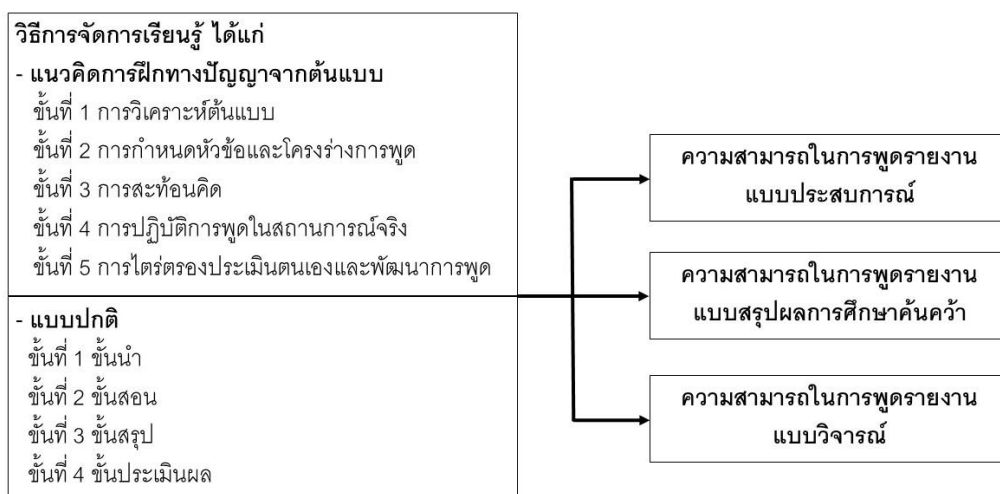 วิธีการจัดการเรียนรู้ ได้แก่
- แนวคิดการฝึกทางปัญญาจากต้นแบบ
ขั้นที่ 1 การวิเคราะห์ต้นแบบ
ขั้นที่ 2 การกำหนดหัวข้อและโครงร่างการพูด
ขั้นที่ 3 การสะท้อนคิด
ขั้นที่ 4 การปฏิบัติการพูดในสถานการณ์จริง
ขั้นที่ 5 การไตร่ตรองประเมินตนเองและพัฒนาการพูด
- แบบปกติ
ขั้นที่ 1 ขั้นนำ
ขั้นที่ 2 ขั้นสอน
ขั้นที่ 3 ขั้นสรุป
ขั้นที่ 4 ขั้นประเมินผล
ความสามารถในการพูดรายงาน
แบบประสบการณ์
ความสามารถในการพูดรายงาน
แบบสรุปผลการศึกษาค้นคว้า
ความสามารถในการพูดรายงาน
แบบวิจารณ์